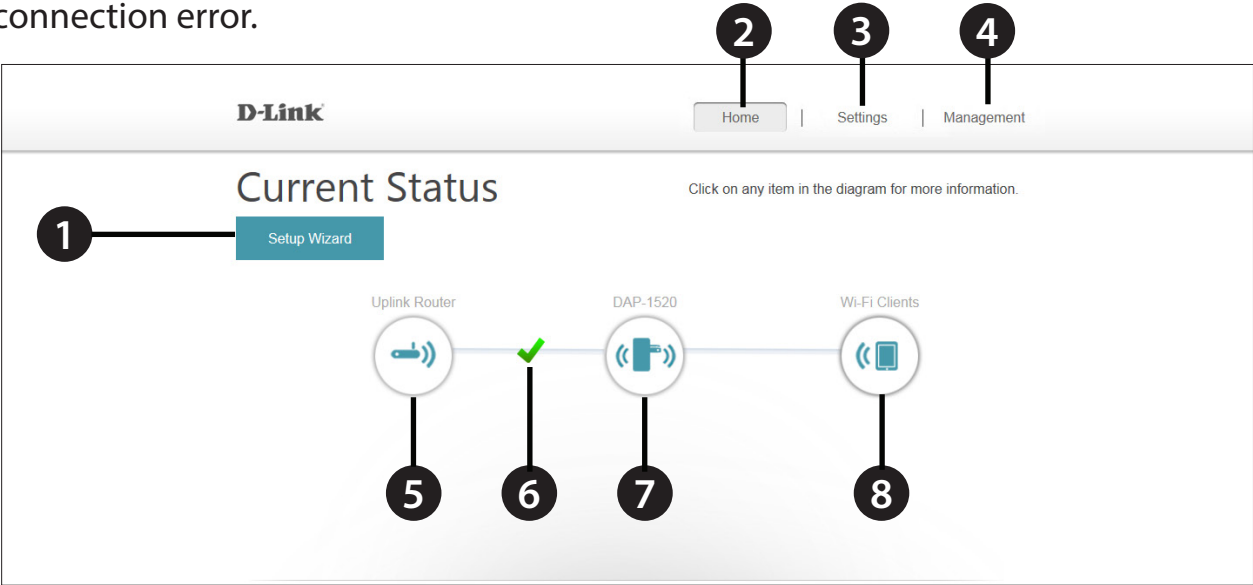 connection error.
2 3 4
D-Link
Home | Settings | Management
Current Status
Click on any item in the diagram for more information.
1
Setup Wizard
Uplink Router DAP-1520 Wi-Fi Clients
5 6 7 8